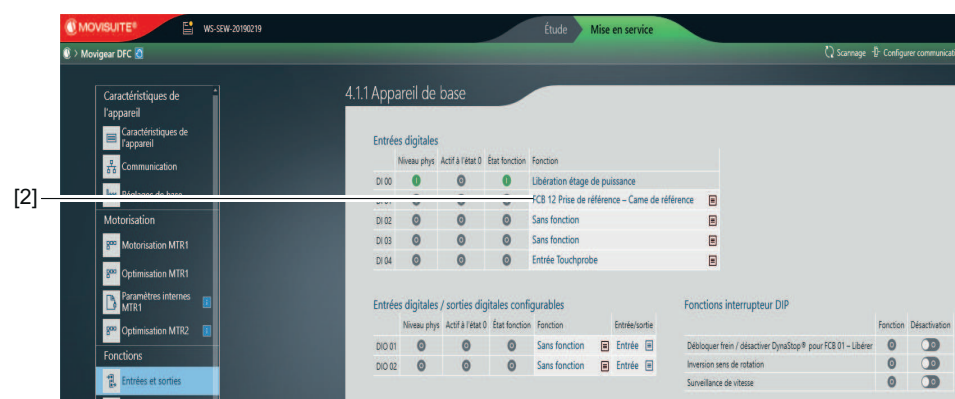 MOVISUITE®
WS-SEW-20190219
Étude
Mise en service
> Movigear DFC
Scannage
Configurer communicat
Caractéristiques de l'appareil
Caractéristiques de l'appareil
Communication
Réglages de base
Motorisation
Motorisation MTR1
Optimisation MTR1
Paramètres internes MTR1
Optimisation MTR2
Fonctions
Entrées et sorties
4.1.1 Appareil de base
Entrées digitales
Niveau phys Actif à l'état 0 État fonction Fonction
DI 00 Libération étage de puissance
[2]
DI 01 FCB 12 Prise de référence – Came de référence
DI 02 Sans fonction
DI 03 Sans fonction
DI 04 Entrée Touchprobe
Entrées digitales / sorties digitales configurables
Niveau phys Actif à l'état 0 État fonction Fonction Entrée/sortie
DIO 01 Sans fonction Entrée
DIO 02 Sans fonction Entrée
Fonctions interrupteur DIP
Fonction Désactivation
Débloquer frein / désactiver DynaStop® pour FCB 01 – Libérer
Inversion sens de rotation
Surveillance de vitesse